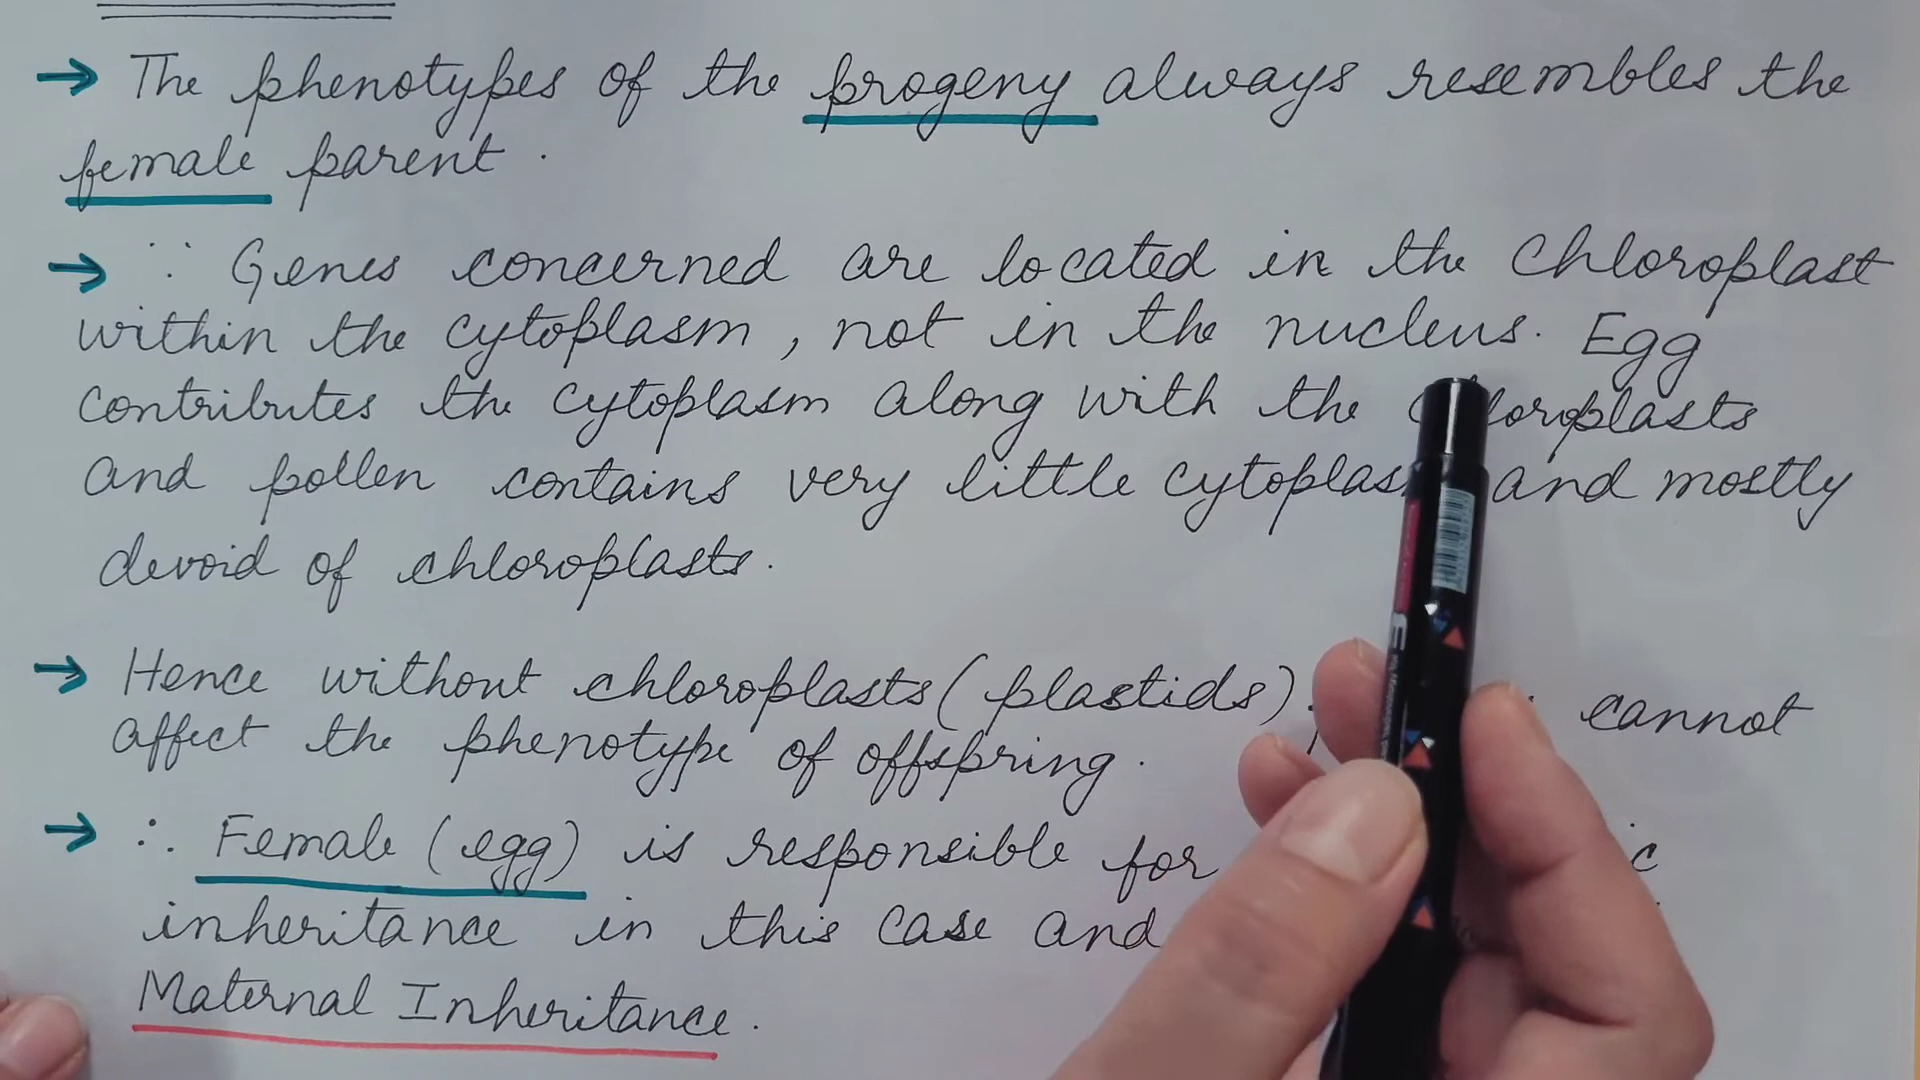 → The phenotypes of the progeny always resembles the
female parent.
→ ∵ Genes concerned are located in the Chloroplast
within the cytoplasm, not in the nucleus. Egg
contributes the cytoplasm along with the chloroplasts
and pollen contains very little cytoplasm and mostly
devoid of chloroplasts.
→ Hence without chloroplasts (plastids) cannot
affect the phenotype of offspring.
→ ∴ Female (egg) is responsible for
inheritance in this case and
Maternal Inheritance.